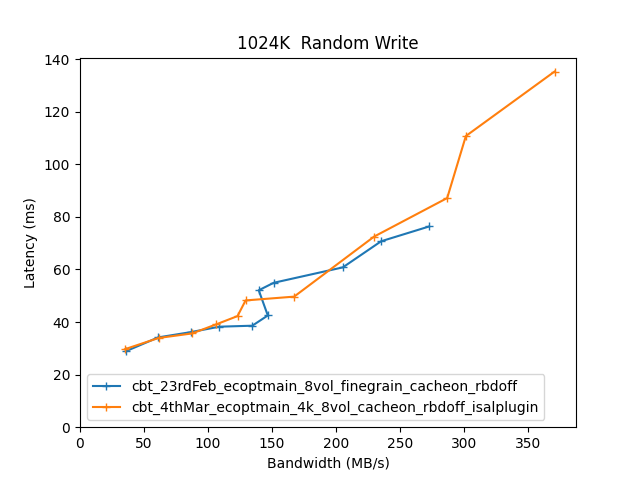 1024K  Random Write
140
120
100
80
60
40
20
0
Latency (ms)
cbt_23rdFeb_ecoptmain_8vol_finegrain_cacheon_rbdoff
cbt_4thMar_ecoptmain_4k_8vol_cacheon_rbdoff_isalplugin
0 50 100 150 200 250 300 350
Bandwidth (MB/s)